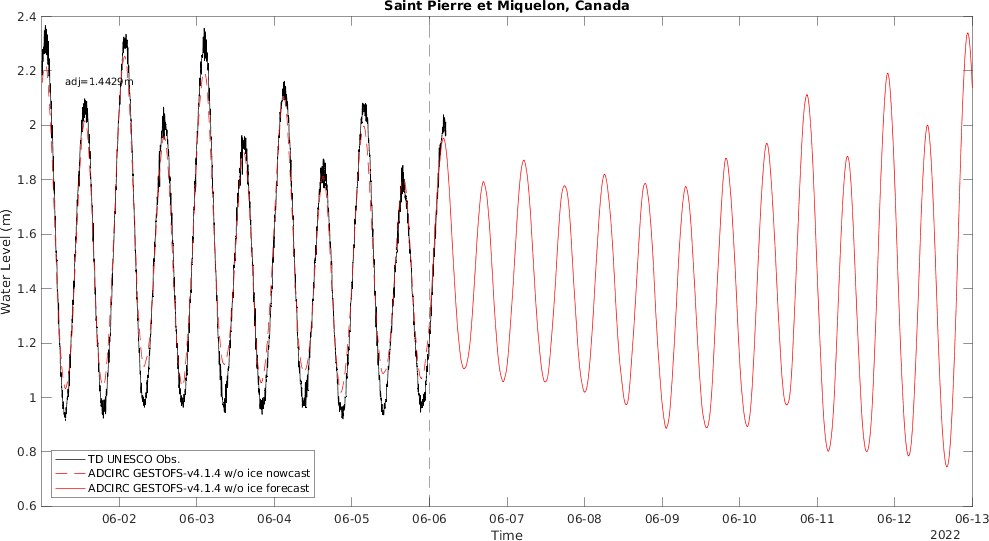 Saint Pierre et Miquelon, Canada
2.4
2.2
2
1.8
1.6
1.4
1.2
1
0.8
0.6
Water Level (m)
adj=1.4429m
TD UNESCO Obs.
ADCIRC GESTOFS-v4.1.4 w/o ice nowcast
ADCIRC GESTOFS-v4.1.4 w/o ice forecast
06-02 06-03 06-04 06-05 06-06 06-07 06-08 06-09 06-10 06-11 06-12 06-13
Time
2022